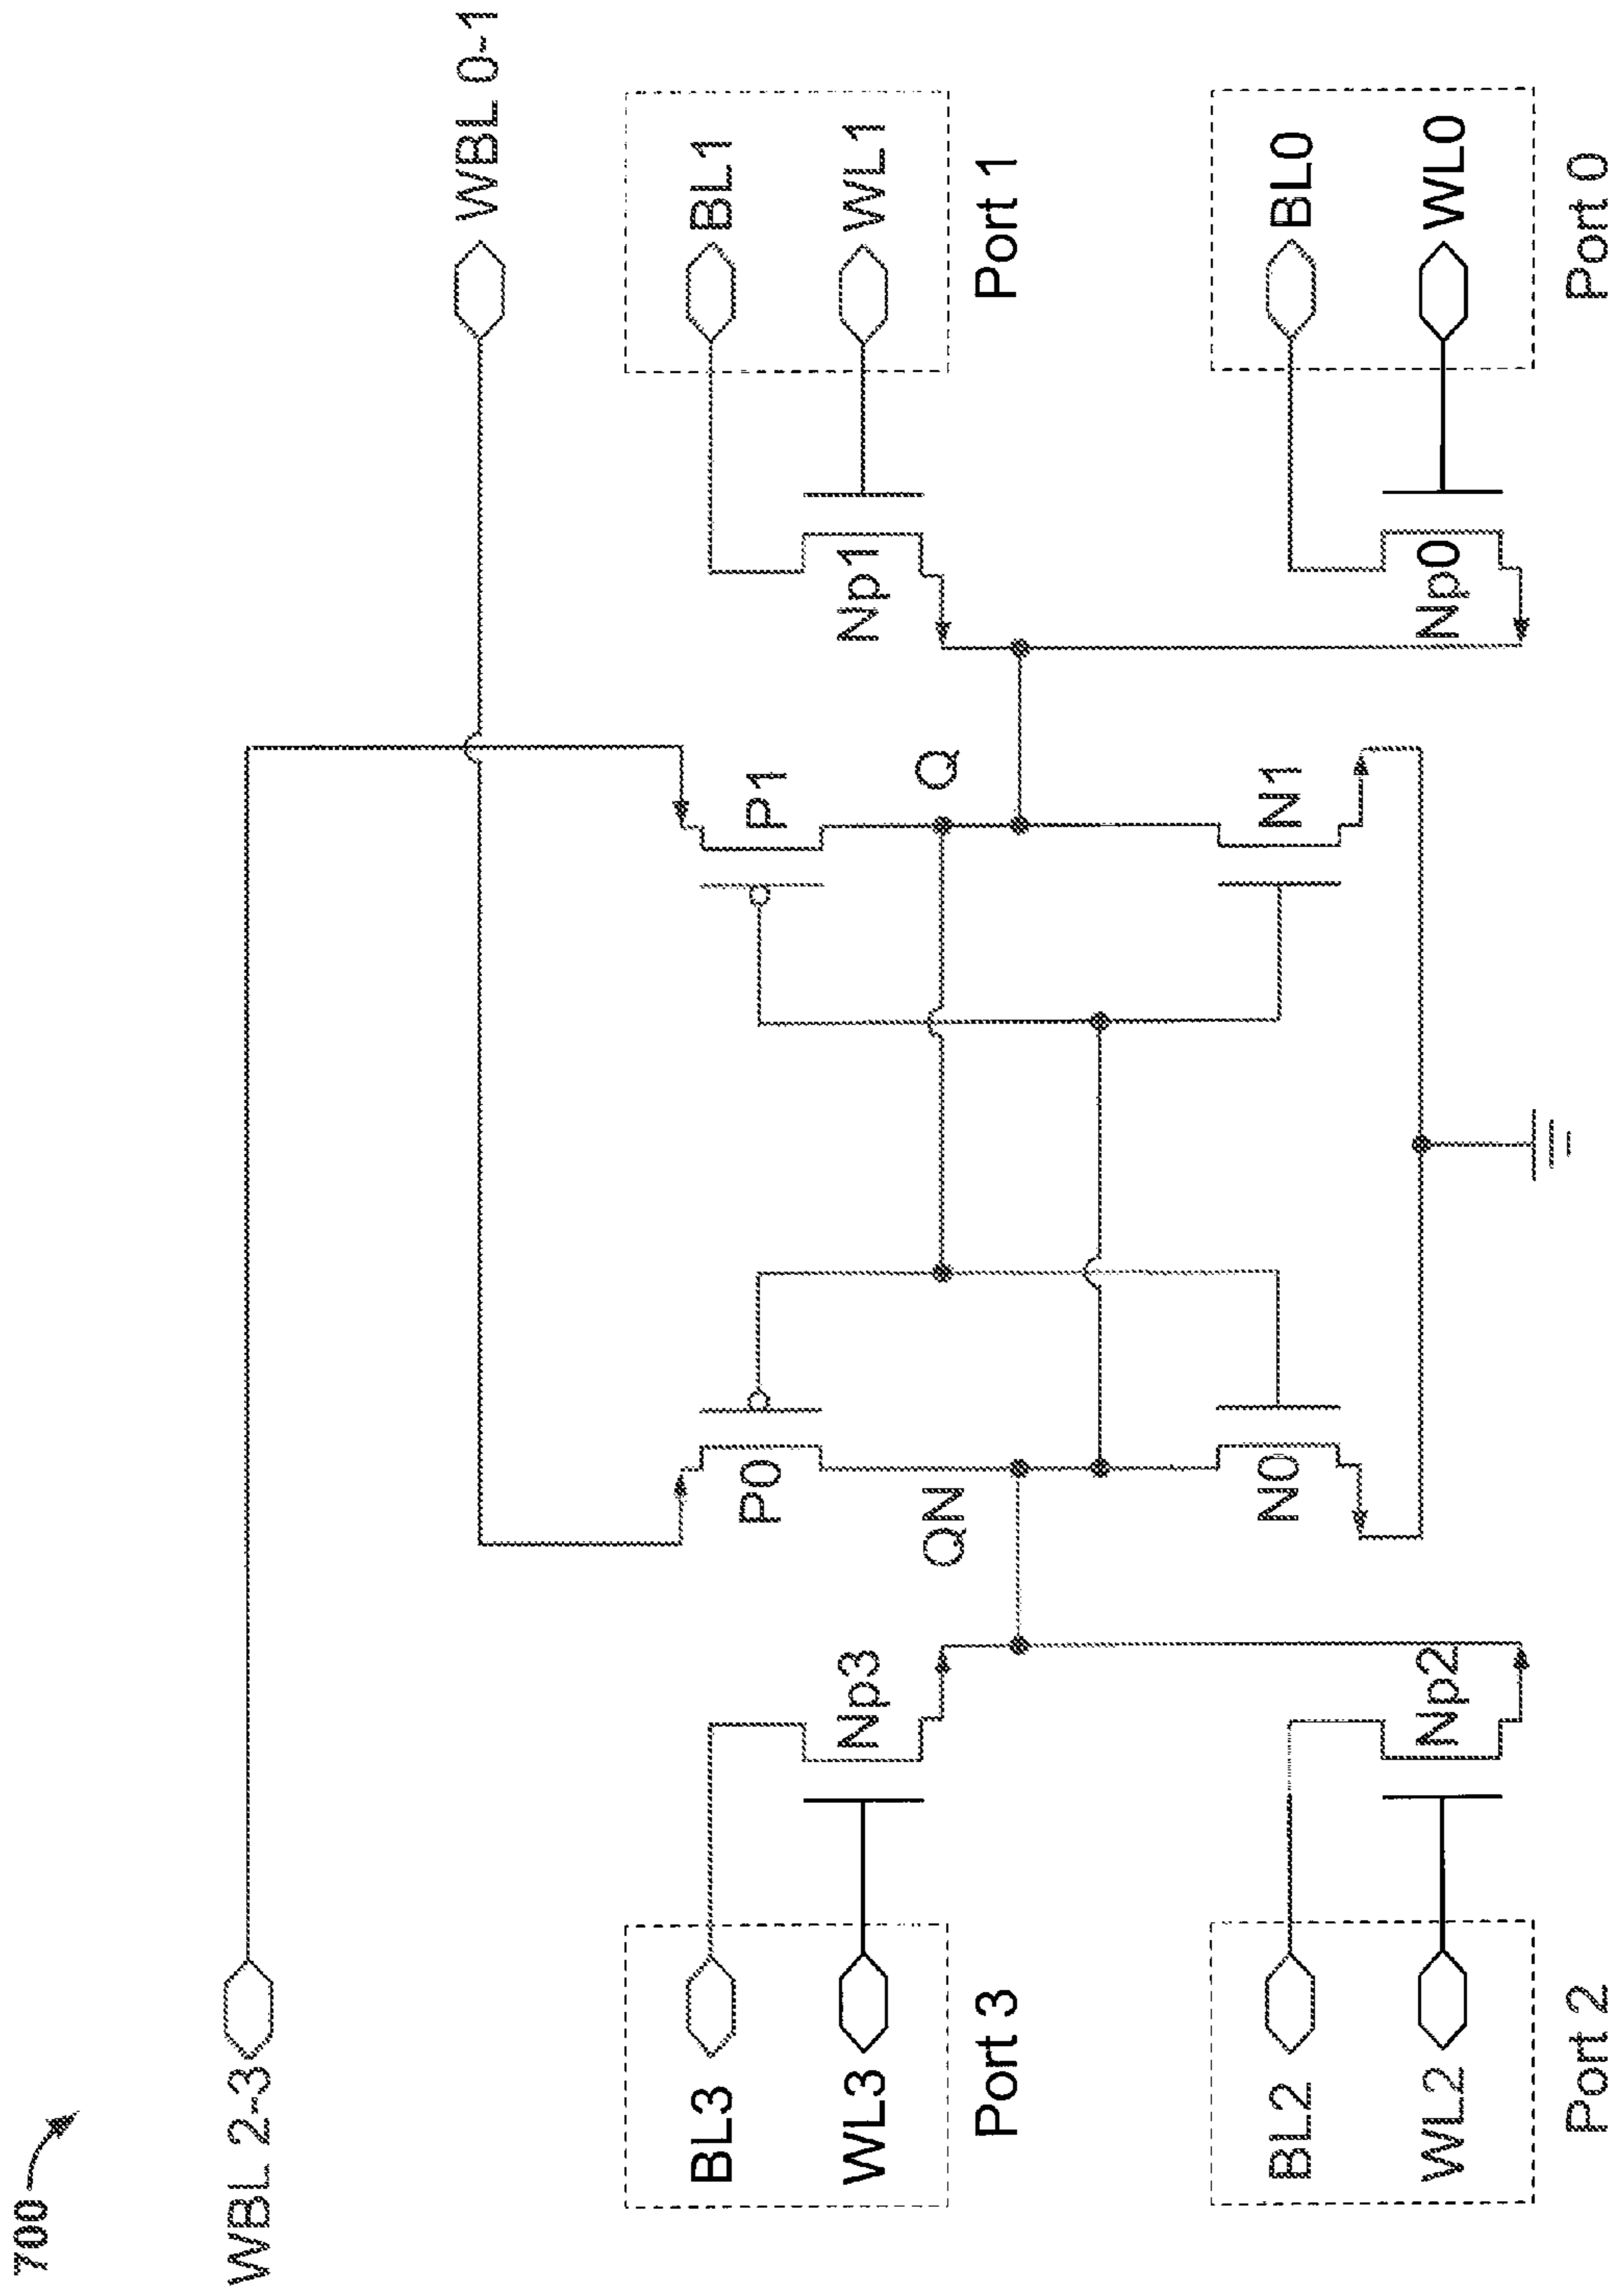 700
WBL 2-3
WBL 0-1
BL3
WL3
Port 3
BL2
WL2
Port 2
Np3
Np2
P0
QN
N0
P1
Q
N1
Np1
Np0
BL1
WL1
Port 1
BL0
WL0
Port 0